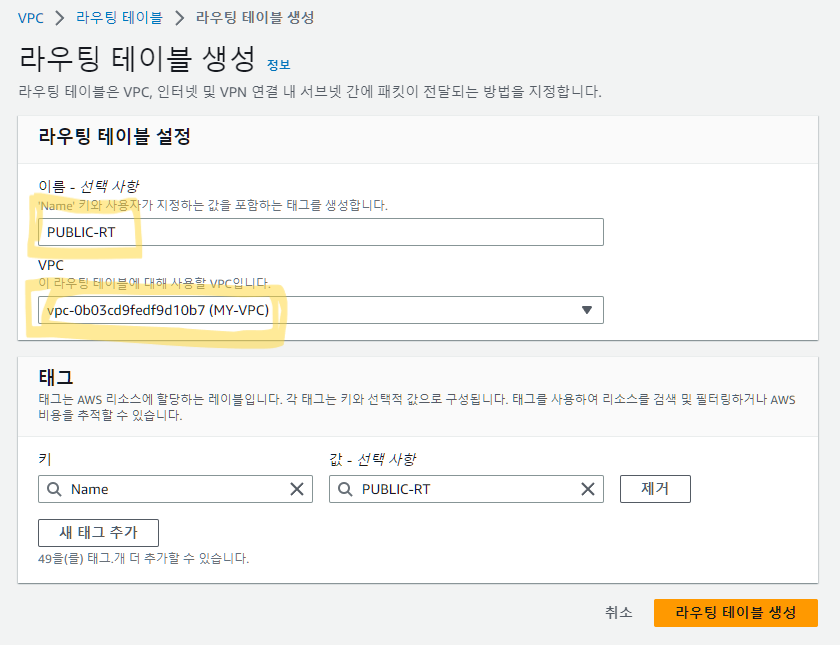 VPC > 라우팅 테이블 > 라우팅 테이블 생성
라우팅 테이블 생성 정보
라우팅 테이블은 VPC, 인터넷 및 VPN 연결 내 서브넷 간에 패킷이 전달되는 방법을 지정합니다.
라우팅 테이블 설정
이름 - 선택 사항
'Name' 키와 사용자가 지정하는 값을 포함하는 태그를 생성합니다.
PUBLIC-RT
VPC
이 라우팅 테이블에 대해 사용할 VPC입니다.
vpc-0b03cd9fedf9d10b7 (MY-VPC)
태그
태그는 AWS 리소스에 할당하는 레이블입니다. 각 태그는 키와 선택적 값으로 구성됩니다. 태그를 사용하여 리소스를 검색 및 필터링하거나 AWS
비용을 추적할 수 있습니다.
키 값 - 선택 사항
Name PUBLIC-RT 제거
새 태그 추가
49을(를) 태그.개 더 추가할 수 있습니다.
취소 라우팅 테이블 생성